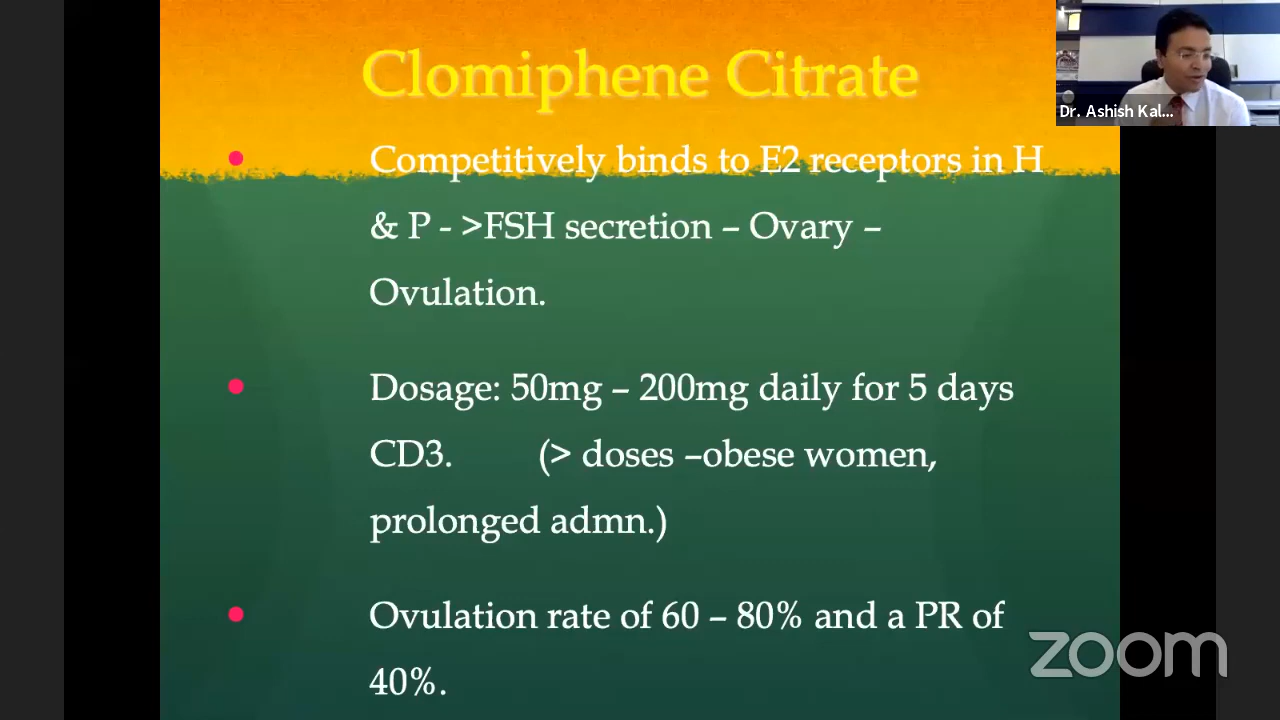 Clomiphene Citrate
Dr. Ashish Kal...
• Competitively binds to E2 receptors in H
& P - >FSH secretion – Ovary –
Ovulation.
• Dosage: 50mg – 200mg daily for 5 days
CD3. (> doses –obese women,
prolonged admn.)
• Ovulation rate of 60 – 80% and a PR of
40%.
zoom